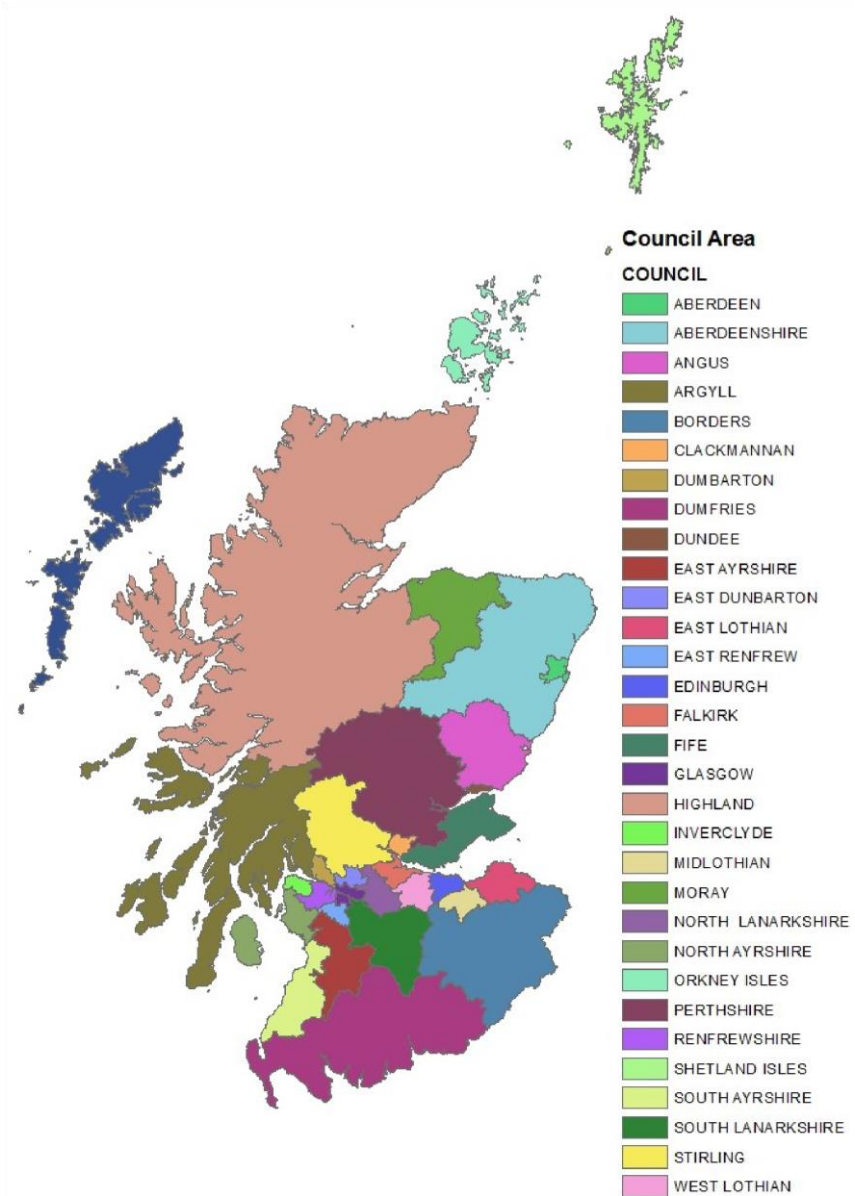 Council Area
COUNCIL
ABERDEEN
ABERDEENSHIRE
ANGUS
ARGYLL
BORDERS
CLACKMANNAN
DUMBARTON
DUMFRIES
DUNDEE
EAST AYRSHIRE
EAST DUNBARTON
EAST LOTHIAN
EAST RENFREW
EDINBURGH
FALKIRK
FIFE
GLASGOW
HIGHLAND
INVERCLYDE
MIDLOTHIAN
MORAY
NORTH LANARKSHIRE
NORTH AYRSHIRE
ORKNEY ISLES
PERTHSHIRE
RENFREWSHIRE
SHETLAND ISLES
SOUTH AYRSHIRE
SOUTH LANARKSHIRE
STIRLING
WEST LOTHIAN